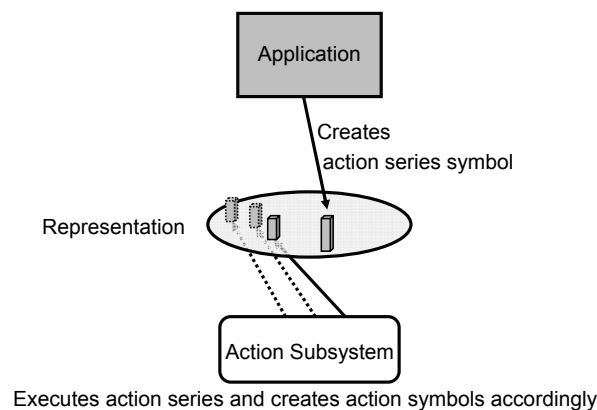 Application
Creates
action series symbol
Representation
Action Subsystem
Executes action series and creates action symbols accordingly